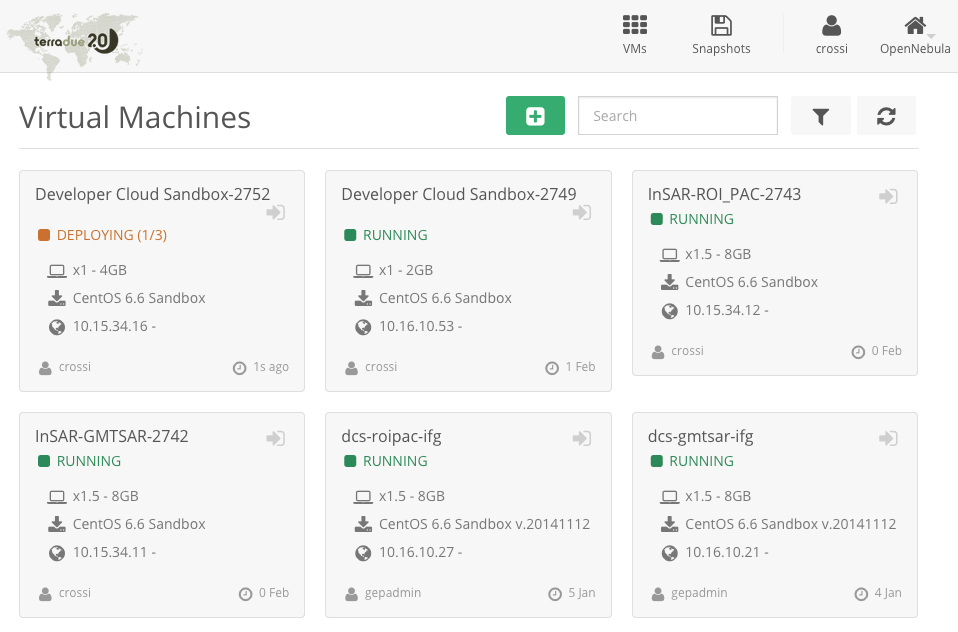 terradue 2.0
VMs
Snapshots
crossi
OpenNebula
Virtual Machines
Search
Developer Cloud Sandbox-2752
DEPLOYING (1/3)
x1 - 4GB
CentOS 6.6 Sandbox
10.15.34.16 -
crossi
1s ago
Developer Cloud Sandbox-2749
RUNNING
x1 - 2GB
CentOS 6.6 Sandbox
10.16.10.53 -
crossi
1 Feb
InSAR-ROI_PAC-2743
RUNNING
x1.5 - 8GB
CentOS 6.6 Sandbox
10.15.34.12 -
crossi
0 Feb
InSAR-GMTSAR-2742
RUNNING
x1.5 - 8GB
CentOS 6.6 Sandbox
10.15.34.11 -
crossi
0 Feb
dcs-roipac-ifg
RUNNING
x1.5 - 8GB
CentOS 6.6 Sandbox v.20141112
10.16.10.27 -
gepadmin
5 Jan
dcs-gmtsar-ifg
RUNNING
x1.5 - 8GB
CentOS 6.6 Sandbox v.20141112
10.16.10.21 -
gepadmin
4 Jan